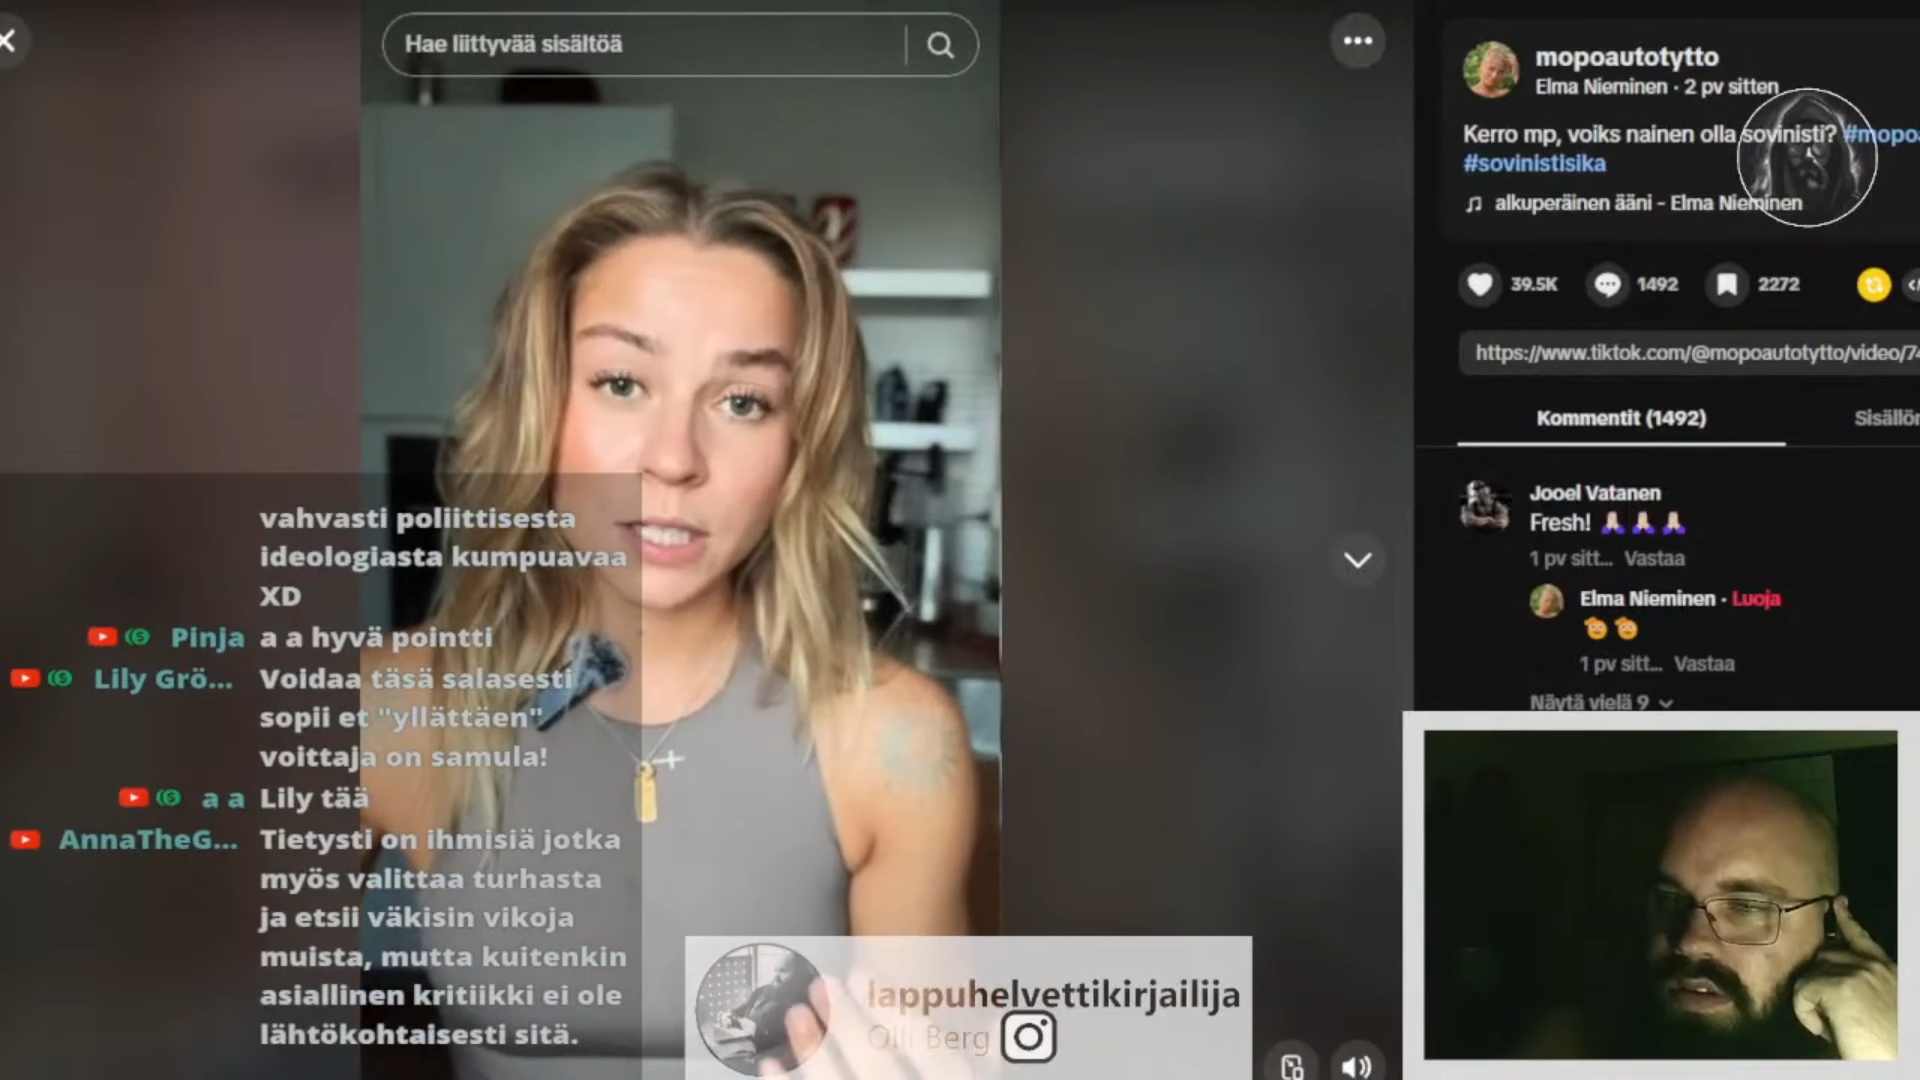 Hae liittyvää sisältöä
mopoautotytto
Elma Nieminen · 2 pv sitten
Kerro mp, voiks nainen olla sovinisti? #mopo
#sovinistisika
alkuperäinen ääni - Elma Nieminen
39.5K
1492
2272
https://www.tiktok.com/@mopoautotytto/video/7
Kommentit (1492)
Jooel Vatanen
Fresh! 🙏🏻🙏🏻🙏🏻
1 pv sitt... Vastaa
Elma Nieminen · Luoja
1 pv sitt... Vastaa
Näytä vielä 9
vahvasti poliittisesta
ideologiasta kumpuavaa
XD
Pinja a a hyvä pointti
Lily Grö... Voidaa täsä salasesti
sopii et "yllättäen"
voittaja on samula!
a a Lily tää
AnnaTheG... Tietysti on ihmisiä jotka
myös valittaa turhasta
ja etsii väkisin vikoja
muista, mutta kuitenkin
asiallinen kritiikki ei ole
lähtökohtaisesti sitä.
lappuhelvettikirjailija
Olli Berg